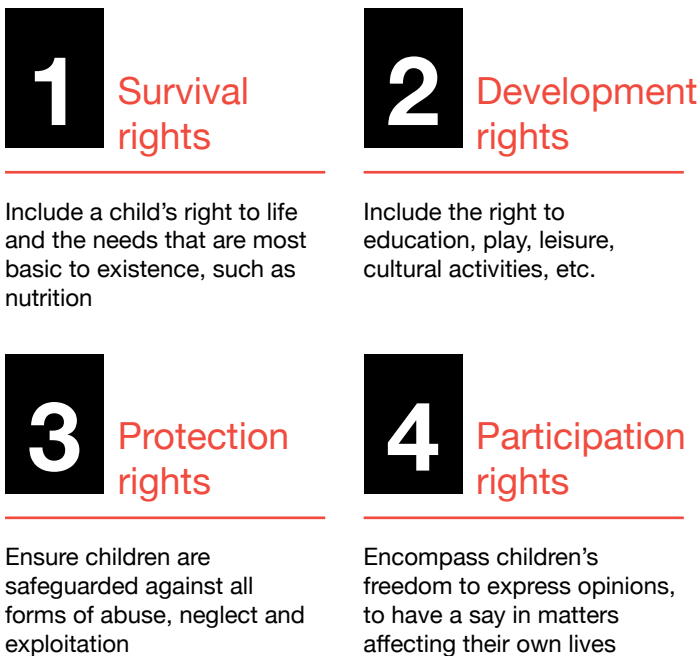 1
Survival
rights
Include a child’s right to life
and the needs that are most
basic to existence, such as
nutrition
2
Development
rights
Include the right to
education, play, leisure,
cultural activities, etc.
3
Protection
rights
Ensure children are
safeguarded against all
forms of abuse, neglect and
exploitation
4
Participation
rights
Encompass children’s
freedom to express opinions,
to have a say in matters
affecting their own lives